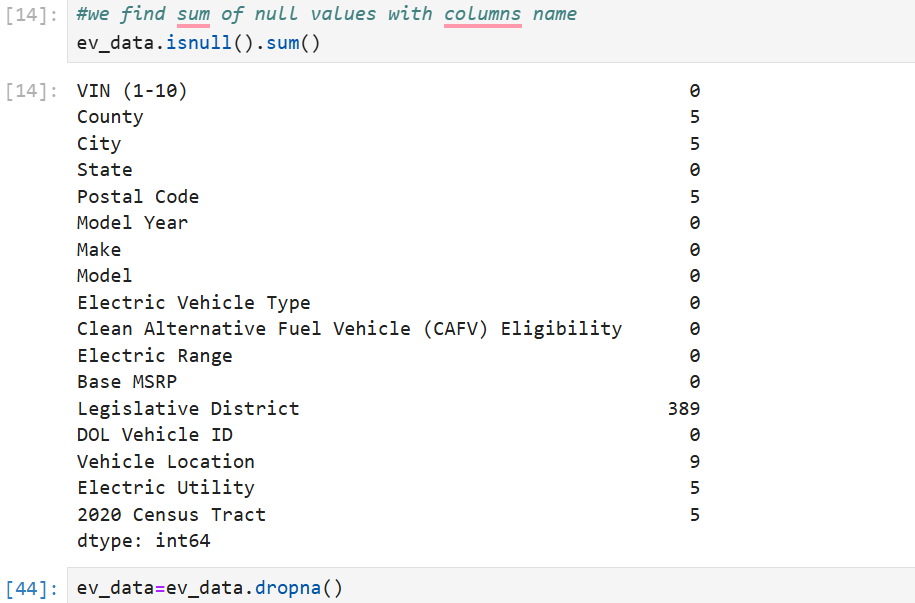 [14]: #we find sum of null values with columns name
ev_data.isnull().sum()
[14]: VIN (1-10) 0
County 5
City 5
State 0
Postal Code 5
Model Year 0
Make 0
Model 0
Electric Vehicle Type 0
Clean Alternative Fuel Vehicle (CAFV) Eligibility 0
Electric Range 0
Base MSRP 0
Legislative District 389
DOL Vehicle ID 0
Vehicle Location 9
Electric Utility 5
2020 Census Tract 5
dtype: int64
[44]: ev_data=ev_data.dropna()